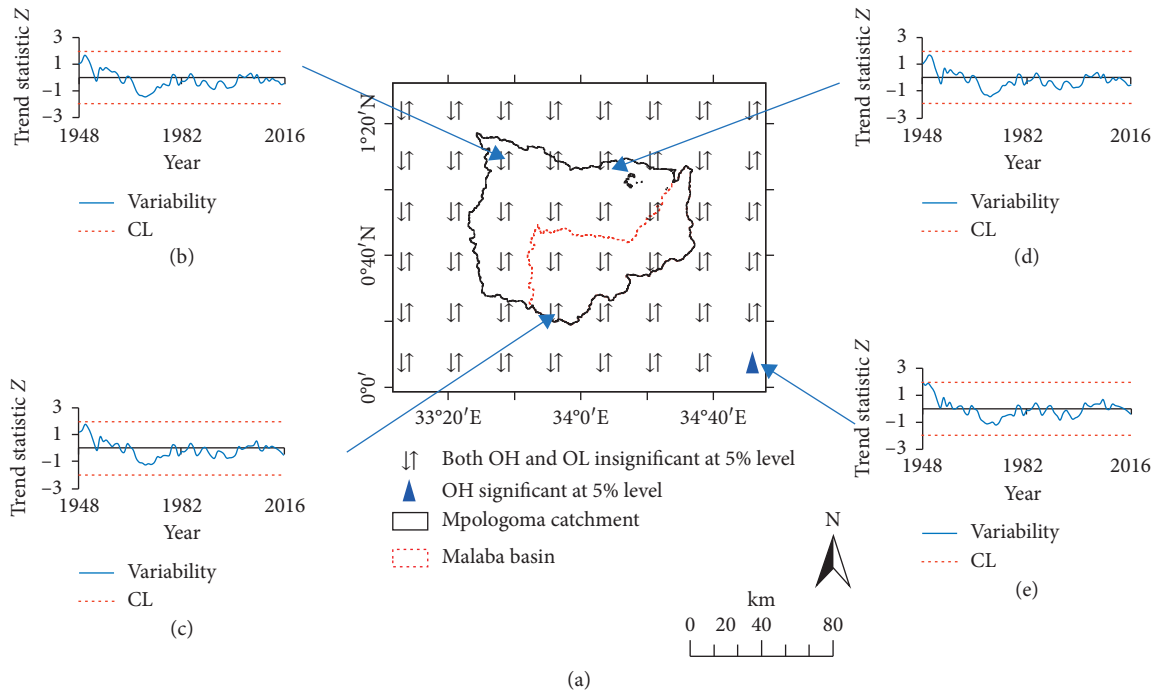 Trend statistic Z
3
1
−1
−3
1948
1982
2016
Year
Variability
CL
(b)
Trend statistic Z
3
1
−1
−3
1948
1982
2016
Year
Variability
CL
(c)
1°20′N
0°40′N
0°0′
33°20′E
34°0′E
34°40′E
Both OH and OL insignificant at 5% level
OH significant at 5% level
Mpologoma catchment
Malaba basin
N
km
0 20 40 80
(a)
Trend statistic Z
3
1
−1
−3
1948
1982
2016
Year
Variability
CL
(d)
Trend statistic Z
3
1
−1
−3
1948
1982
2016
Year
Variability
CL
(e)